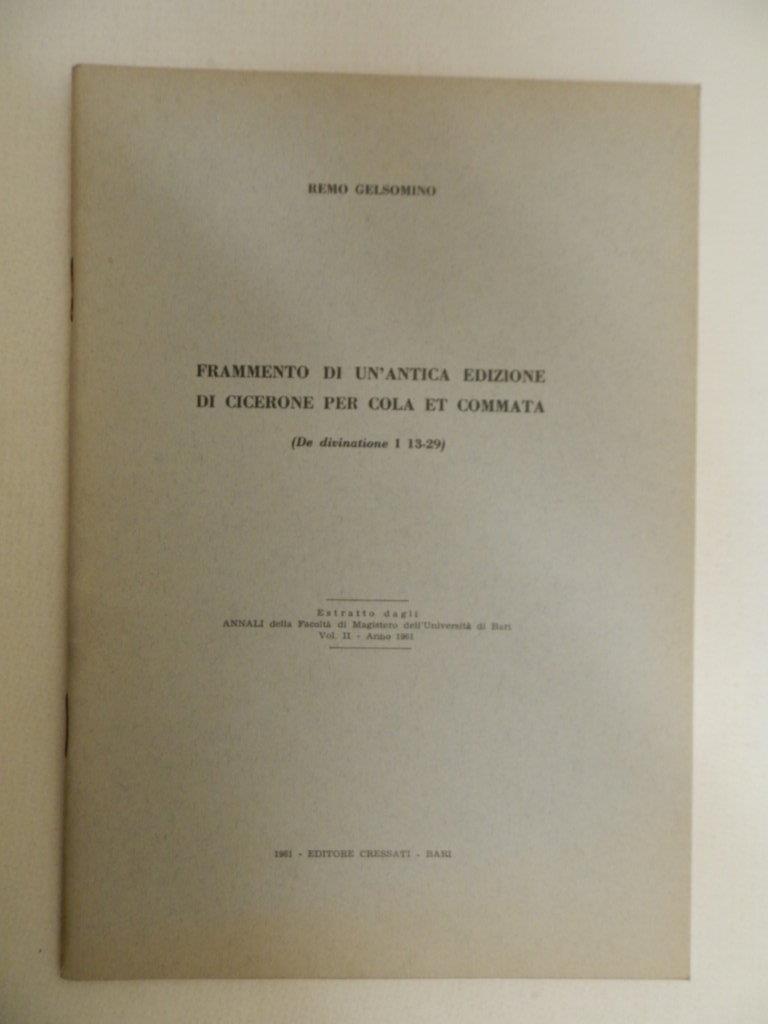 REMO GELSOMINO
FRAMMENTO DI UN'ANTICA EDIZIONE
DI CICERONE PER COLA ET COMMATA
(De divinatione I 13-29)
Estratto dagli
ANNALI della Facoltà di Magistero dell'Università di Bari
Vol. II - Anno 1961
1961 - EDITORE CRESSATI - BARI